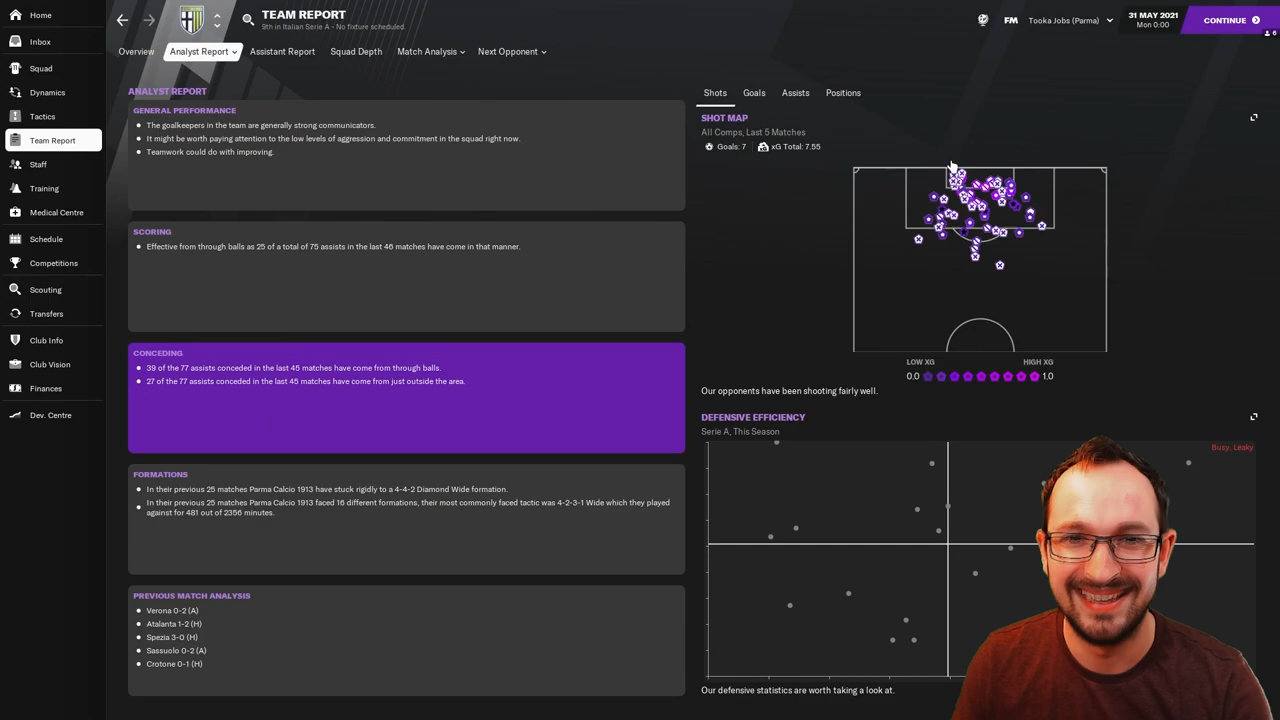 Home
Inbox
Squad
Dynamics
Tactics
Team Report
Staff
Training
Medical Centre
Schedule
Competitions
Scouting
Transfers
Club Info
Club Vision
Finances
Dev. Centre
TEAM REPORT
9th in Italian Serie A - No fixture scheduled.
FM
Tooka Jobs (Parma)
31 MAY 2021
Mon 0:00
CONTINUE
6
Overview
Analyst Report
Assistant Report
Squad Depth
Match Analysis
Next Opponent
ANALYST REPORT
GENERAL PERFORMANCE
The goalkeepers in the team are generally strong communicators.
It might be worth paying attention to the low levels of aggression and commitment in the squad right now.
Teamwork could do with improving.
SCORING
Effective from through balls as 25 of a total of 75 assists in the last 46 matches have come in that manner.
CONCEDING
39 of the 77 assists conceded in the last 45 matches have come from through balls.
27 of the 77 assists conceded in the last 45 matches have come from just outside the area.
FORMATIONS
In their previous 25 matches Parma Calcio 1913 have stuck rigidly to a 4-4-2 Diamond Wide formation.
In their previous 25 matches Parma Calcio 1913 faced 16 different formations, their most commonly faced tactic was 4-2-3-1 Wide which they played
against for 481 out of 2356 minutes.
PREVIOUS MATCH ANALYSIS
Verona 0-2 (A)
Atalanta 1-2 (H)
Spezia 3-0 (H)
Sassuolo 0-2 (A)
Crotone 0-1 (H)
Shots
Goals
Assists
Positions
SHOT MAP
All Comps, Last 5 Matches
Goals: 7
xG Total: 7.55
LOW XG
HIGH XG
0.0
1.0
Our opponents have been shooting fairly well.
DEFENSIVE EFFICIENCY
Serie A, This Season
Busy, Leaky
Our defensive statistics are worth taking a look at.